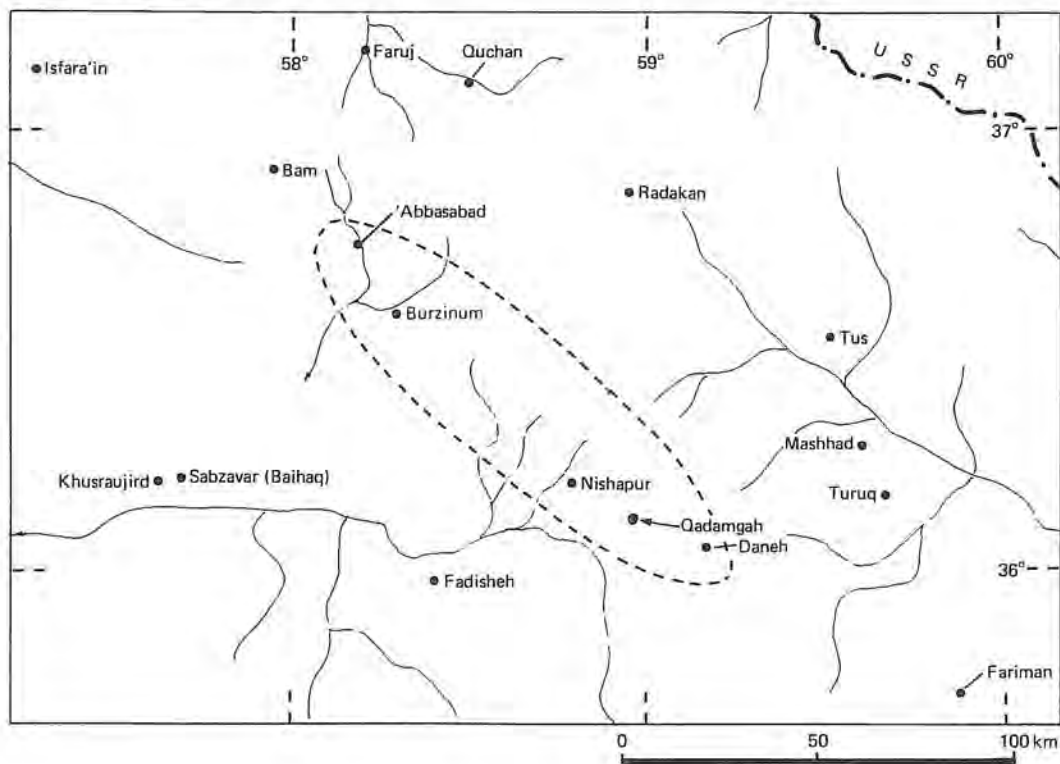 58°
Faruj
Quchan
59°
USSR
60°
Isfara'in
37°
Bam
Radakan
'Abbasabad
Burzinum
Tus
Mashhad
Khusraujird
Sabzavar (Baihaq)
Nishapur
Turuq
Qadamgah
Daneh
Fadisheh
36°
Fariman
0 50 100 km